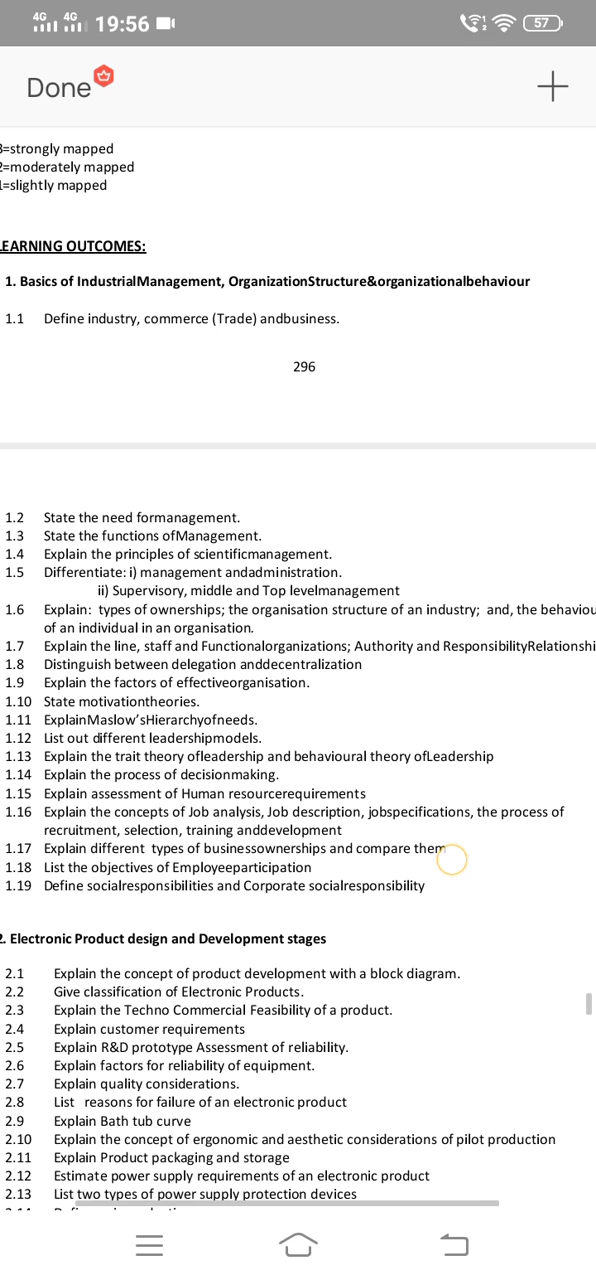 4G 4G 19:56 57
Done
3=strongly mapped
2=moderately mapped
1=slightly mapped
LEARNING OUTCOMES:
1. Basics of IndustrialManagement, OrganizationStructure&organizationalbehaviour
1.1 Define industry, commerce (Trade) andbusiness.
296
1.2 State the need formanagement.
1.3 State the functions ofManagement.
1.4 Explain the principles of scientificmanagement.
1.5 Differentiate: i) management andadministration.
ii) Supervisory, middle and Top levelmanagement
1.6 Explain: types of ownerships; the organisation structure of an industry; and, the behaviou
of an individual in an organisation.
1.7 Explain the line, staff and Functionalorganizations; Authority and ResponsibilityRelationshi
1.8 Distinguish between delegation anddecentralization
1.9 Explain the factors of effectiveorganisation.
1.10 State motivationtheories.
1.11 ExplainMaslow'sHierarchyofneeds.
1.12 List out different leadershipmodels.
1.13 Explain the trait theory ofleadership and behavioural theory ofLeadership
1.14 Explain the process of decisionmaking.
1.15 Explain assessment of Human resourcerequirements
1.16 Explain the concepts of Job analysis, Job description, jobspecifications, the process of
recruitment, selection, training anddevelopment
1.17 Explain different types of businessownerships and compare them
1.18 List the objectives of Employeeparticipation
1.19 Define socialresponsibilities and Corporate socialresponsibility
2. Electronic Product design and Development stages
2.1 Explain the concept of product development with a block diagram.
2.2 Give classification of Electronic Products.
2.3 Explain the Techno Commercial Feasibility of a product.
2.4 Explain customer requirements
2.5 Explain R&D prototype Assessment of reliability.
2.6 Explain factors for reliability of equipment.
2.7 Explain quality considerations.
2.8 List reasons for failure of an electronic product
2.9 Explain Bath tub curve
2.10 Explain the concept of ergonomic and aesthetic considerations of pilot production
2.11 Explain Product packaging and storage
2.12 Estimate power supply requirements of an electronic product
2.13 List two types of power supply protection devices